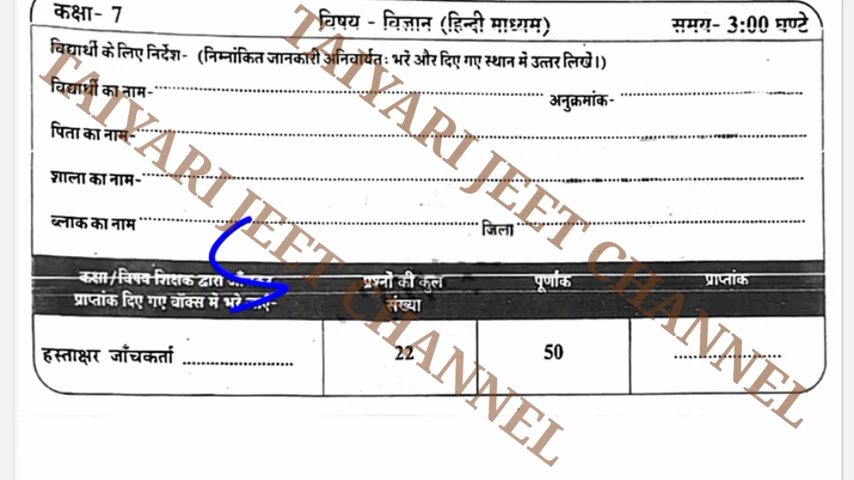 कक्षा- 7 विषय - विज्ञान (हिन्दी माध्यम) समय- 3:00 घण्टे
विद्यार्थी के लिए निर्देश- (निम्नांकित जानकारी अनिवार्यतः भरें और दिए गए स्थान में उत्तर लिखें।)
विद्यार्थी का नाम- अनुक्रमांक-
पिता का नाम-
शाला का नाम-
ब्लाक का नाम जिला
कक्षा/विषय शिक्षक द्वारा प्रश्नों की कुल पूर्णांक प्राप्तांक
प्राप्तांक दिए गए बॉक्स में भरे संख्या
हस्ताक्षर जाँचकर्ता 22 50
TAIYARI JEET CHANNEL
TAIYARI JEET CHANNEL